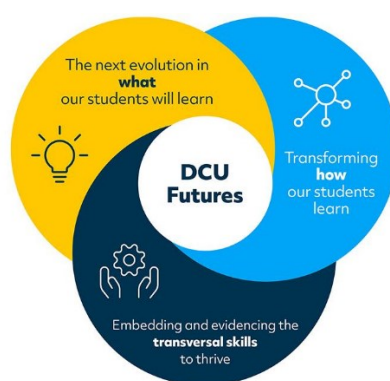 The next evolution in
what
our students will learn
DCU
Futures
Transforming
how
our students
learn
Embedding and evidencing the
transversal skills
to thrive